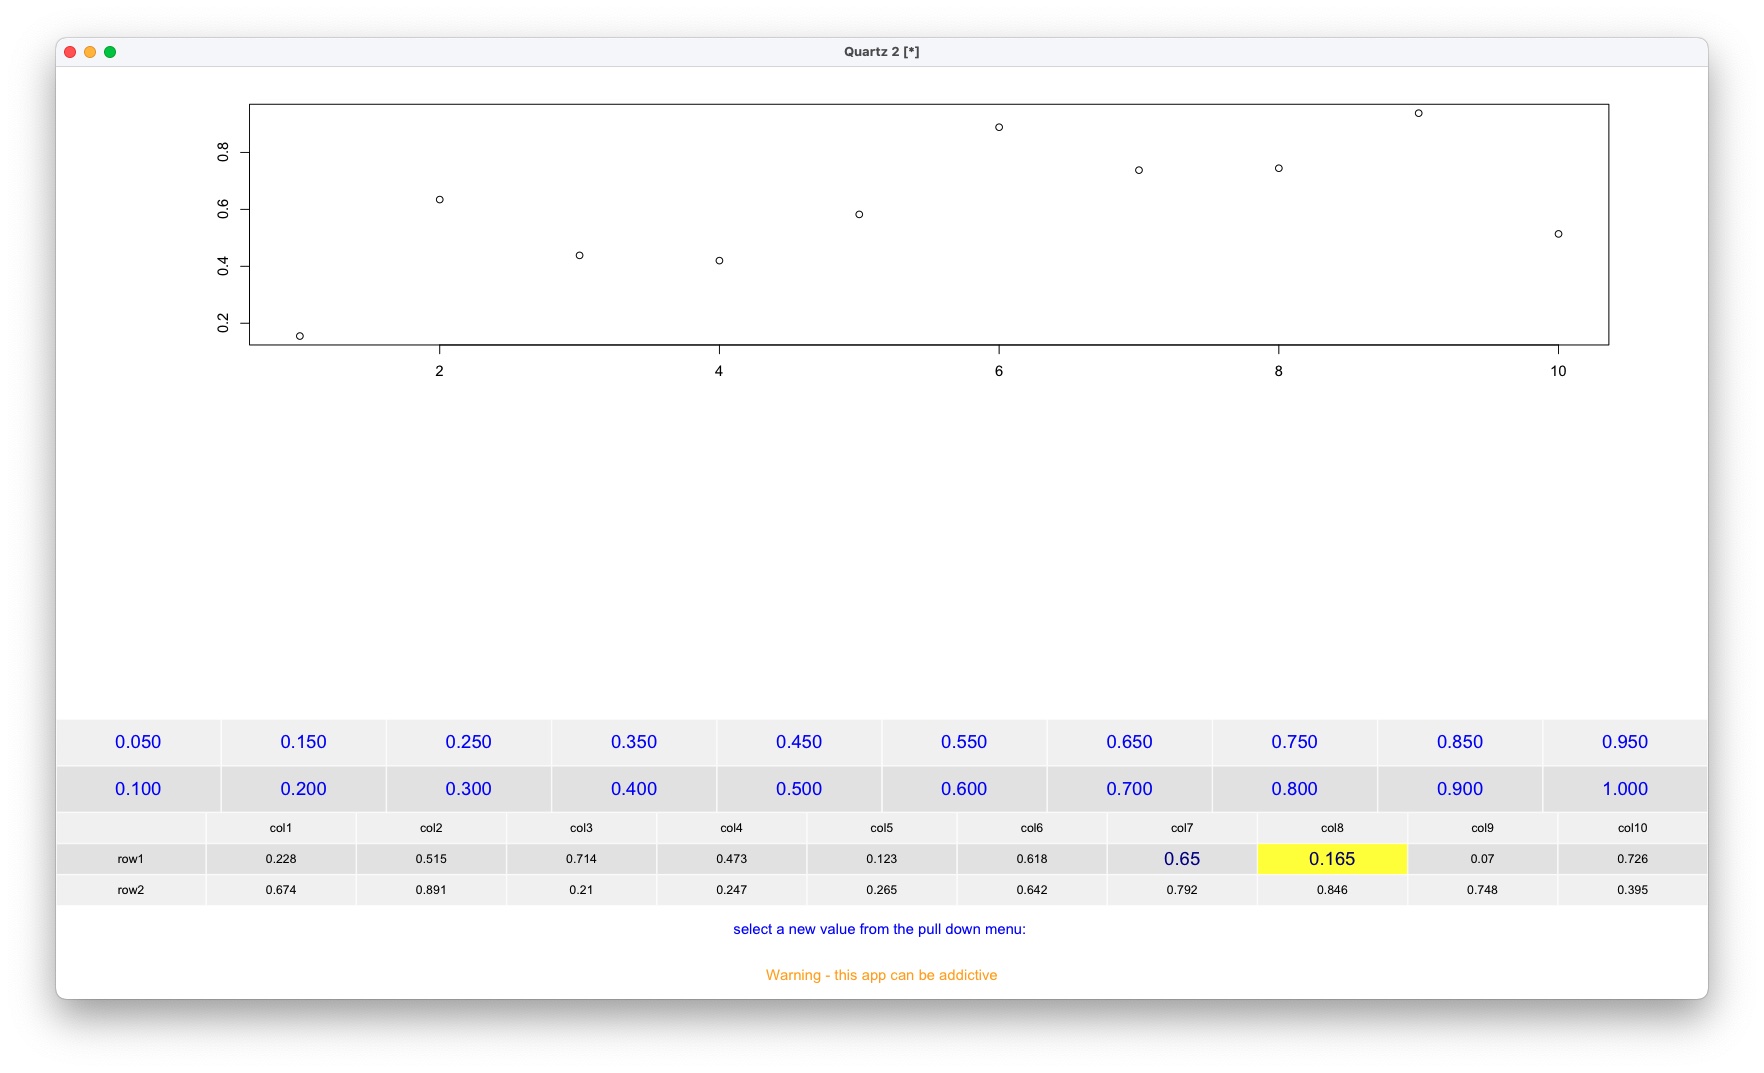 Quartz 2 [*]
0.8
0.6
0.4
0.2
2 4 6 8 10
0.050 0.150 0.250 0.350 0.450 0.550 0.650 0.750 0.850 0.950
0.100 0.200 0.300 0.400 0.500 0.600 0.700 0.800 0.900 1.000
col1 col2 col3 col4 col5 col6 col7 col8 col9 col10
row1 0.228 0.515 0.714 0.473 0.123 0.618 0.65 0.165 0.07 0.726
row2 0.674 0.891 0.21 0.247 0.265 0.642 0.792 0.846 0.748 0.395
select a new value from the pull down menu:
Warning - this app can be addictive